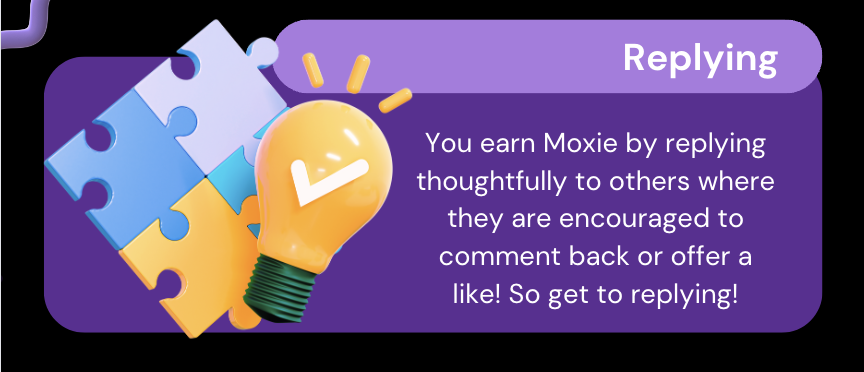 Replying
You earn Moxie by replying
thoughtfully to others where
they are encouraged to
comment back or offer a
like! So get to replying!